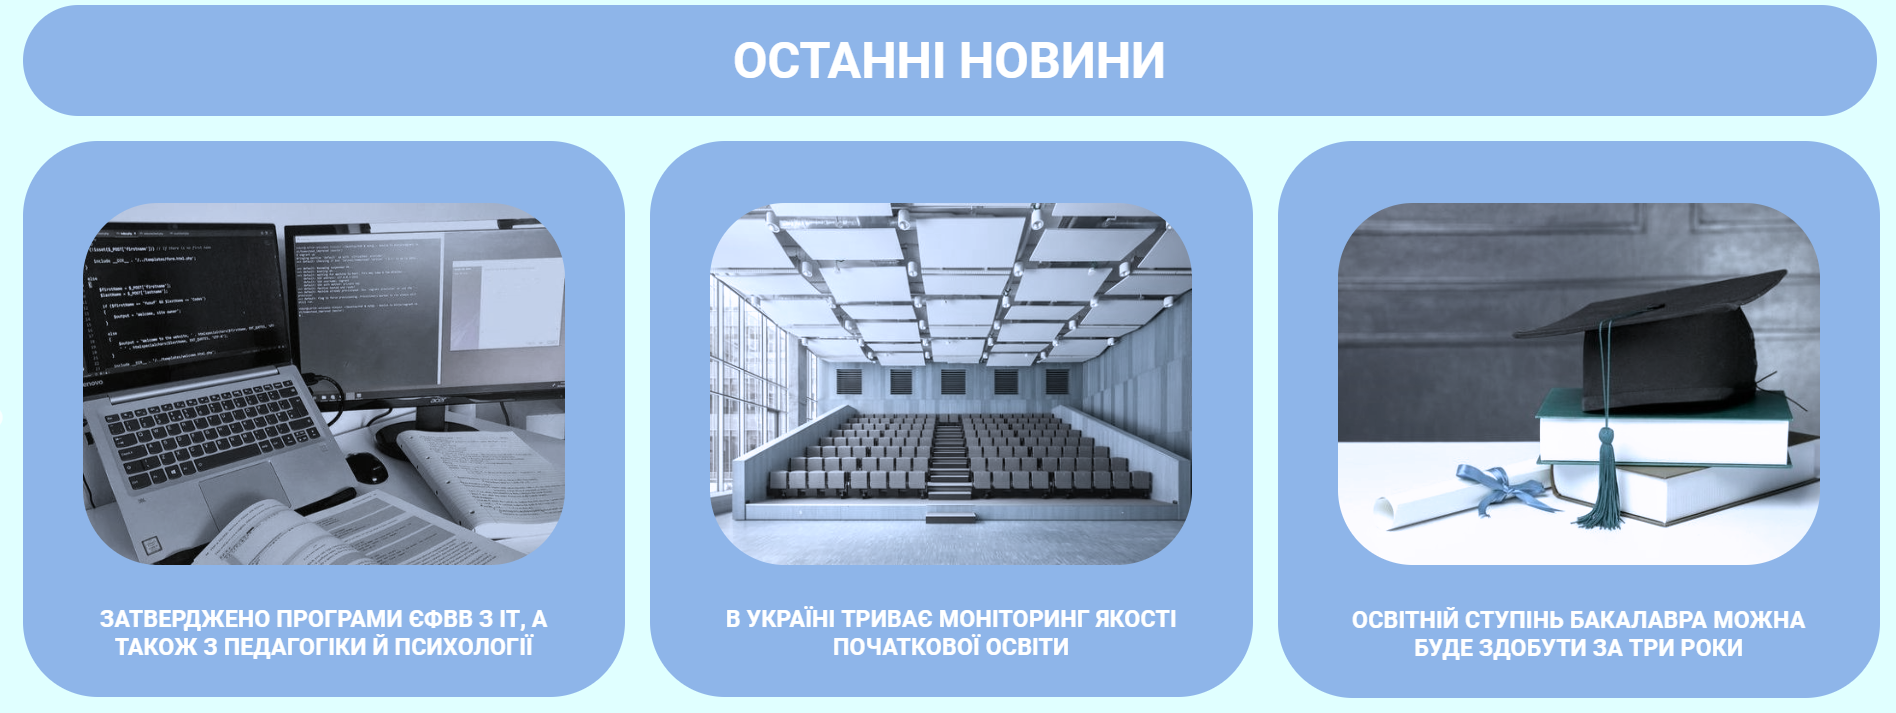 ОСТАННІ НОВИНИ
ЗАТВЕРДЖЕНО ПРОГРАМИ ЄФВВ З ІТ, А
ТАКОЖ З ПЕДАГОГІКИ Й ПСИХОЛОГІЇ
В УКРАЇНІ ТРИВАЄ МОНІТОРИНГ ЯКОСТІ
ПОЧАТКОВОЇ ОСВІТИ
ОСВІТНІЙ СТУПІНЬ БАКАЛАВРА МОЖНА
БУДЕ ЗДОБУТИ ЗА ТРИ РОКИ